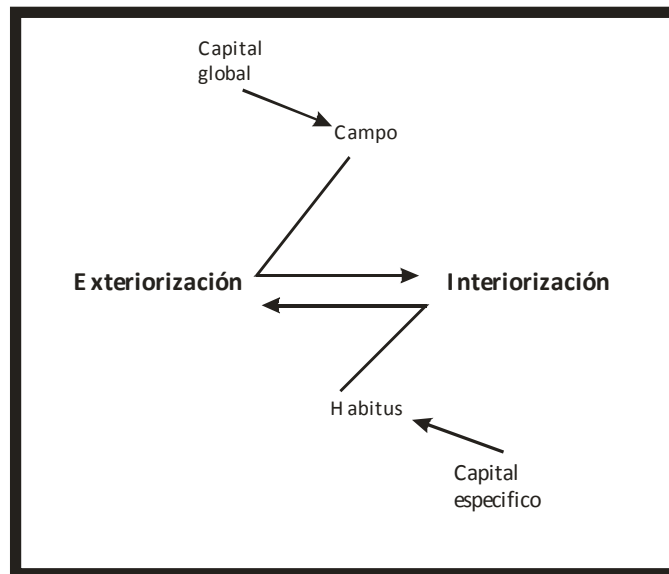 Capital
global
Campo
Exteriorización
Interiorización
Habitus
Capital
especifico